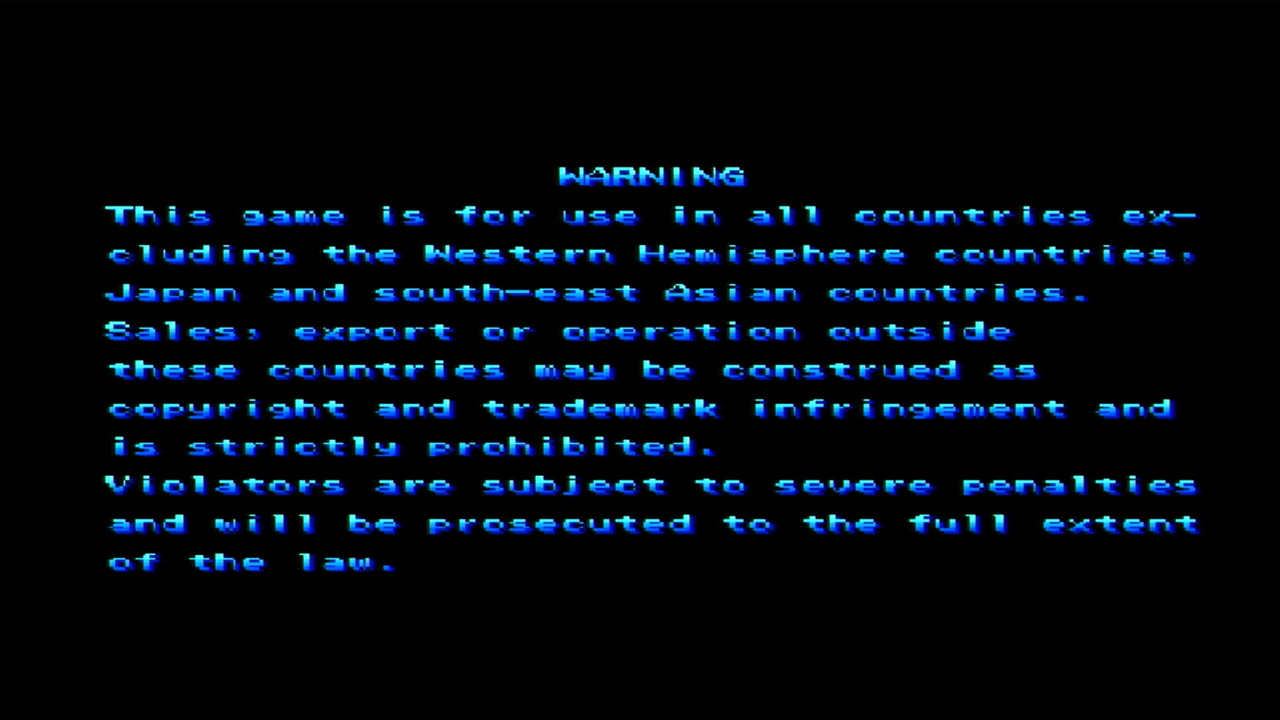 WARNING
This game is for use in all countries ex-
cluding the Western Hemisphere countries,
Japan and south-east Asian countries.
Sales, export or operation outside
these countries may be construed as
copyright and trademark infringement and
is strictly prohibited.
Violators are subject to severe penalties
and will be prosecuted to the full extent
of the law.